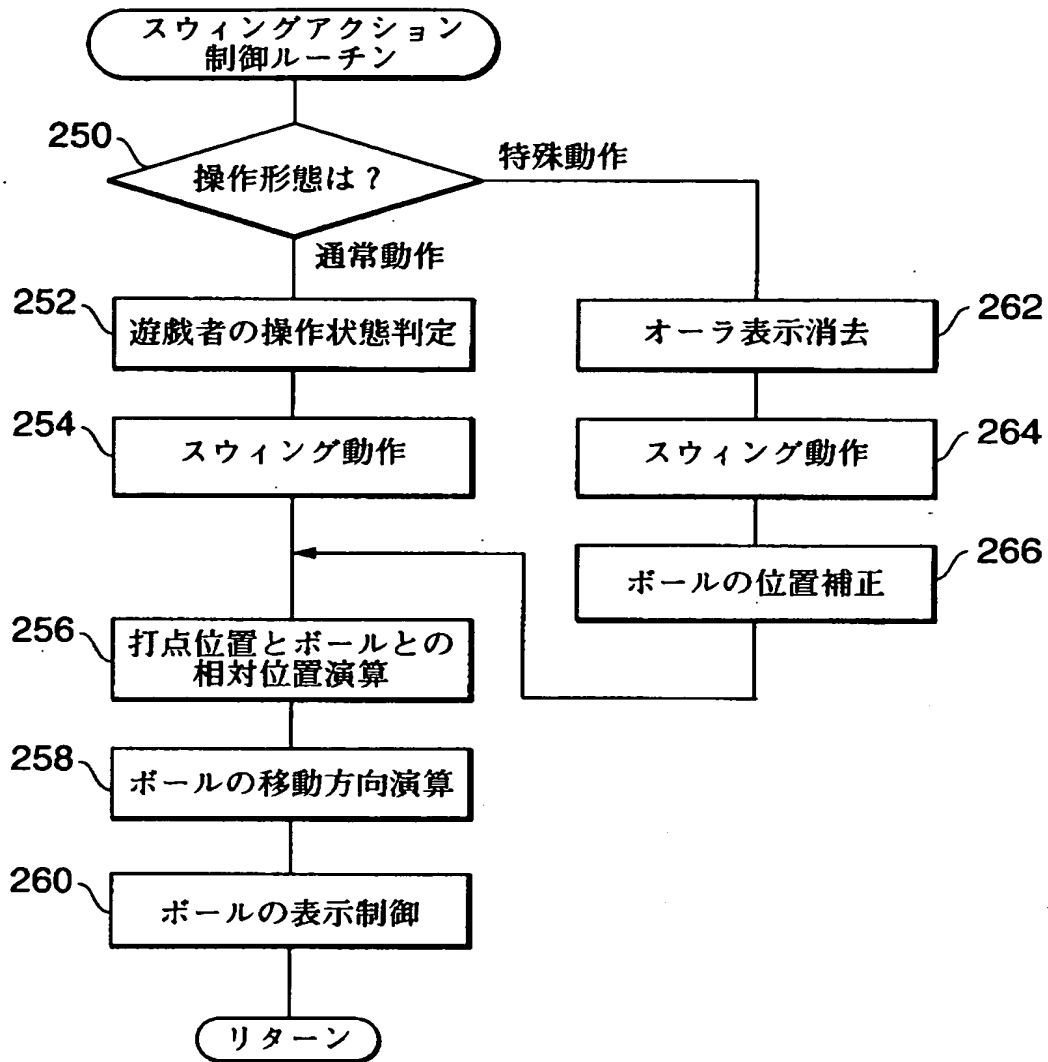 スウィングアクション
制御ルーチン
250
操作形態は?
特殊動作
通常動作
252
遊戯者の操作状態判定
254
スウィング動作
262
オーラ表示消去
264
スウィング動作
266
ボールの位置補正
256
打点位置とボールとの
相対位置演算
258
ボールの移動方向演算
260
ボールの表示制御
リターン